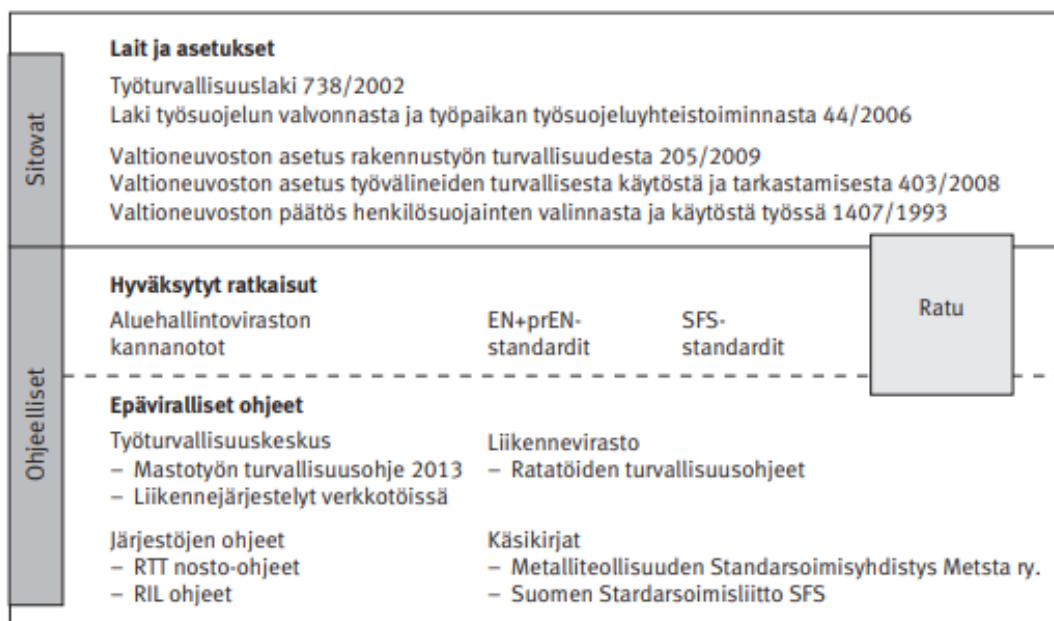 Sitovat
Lait ja asetukset
Työturvallisuuslaki 738/2002
Laki työsuojelun valvonnasta ja työpaikan työsuojeluyhteistoiminnasta 44/2006
Valtioneuvoston asetus rakennustyön turvallisuudesta 205/2009
Valtioneuvoston asetus työvälineiden turvallisesta käytöstä ja tarkastamisesta 403/2008
Valtioneuvoston päätös henkilösuojainten valinnasta ja käytöstä työssä 1407/1993
Ohjeelliset
Hyväksytyt ratkaisut
Aluehallintoviraston
kannanotot
EN+prEN-
standardit
SFS-
standardit
Ratu
Epäviralliset ohjeet
Työturvallisuuskeskus
– Mastotyön turvallisuusohje 2013
– Liikennejärjestelyt verkkotöissä
Liikennevirasto
– Ratatöiden turvallisuusohjeet
Järjestöjen ohjeet
– RTT nosto-ohjeet
– RIL ohjeet
Käsikirjat
– Metalliteollisuuden Standarsoimisyhdistys Metsta ry.
– Suomen Stardarsoimisliitto SFS